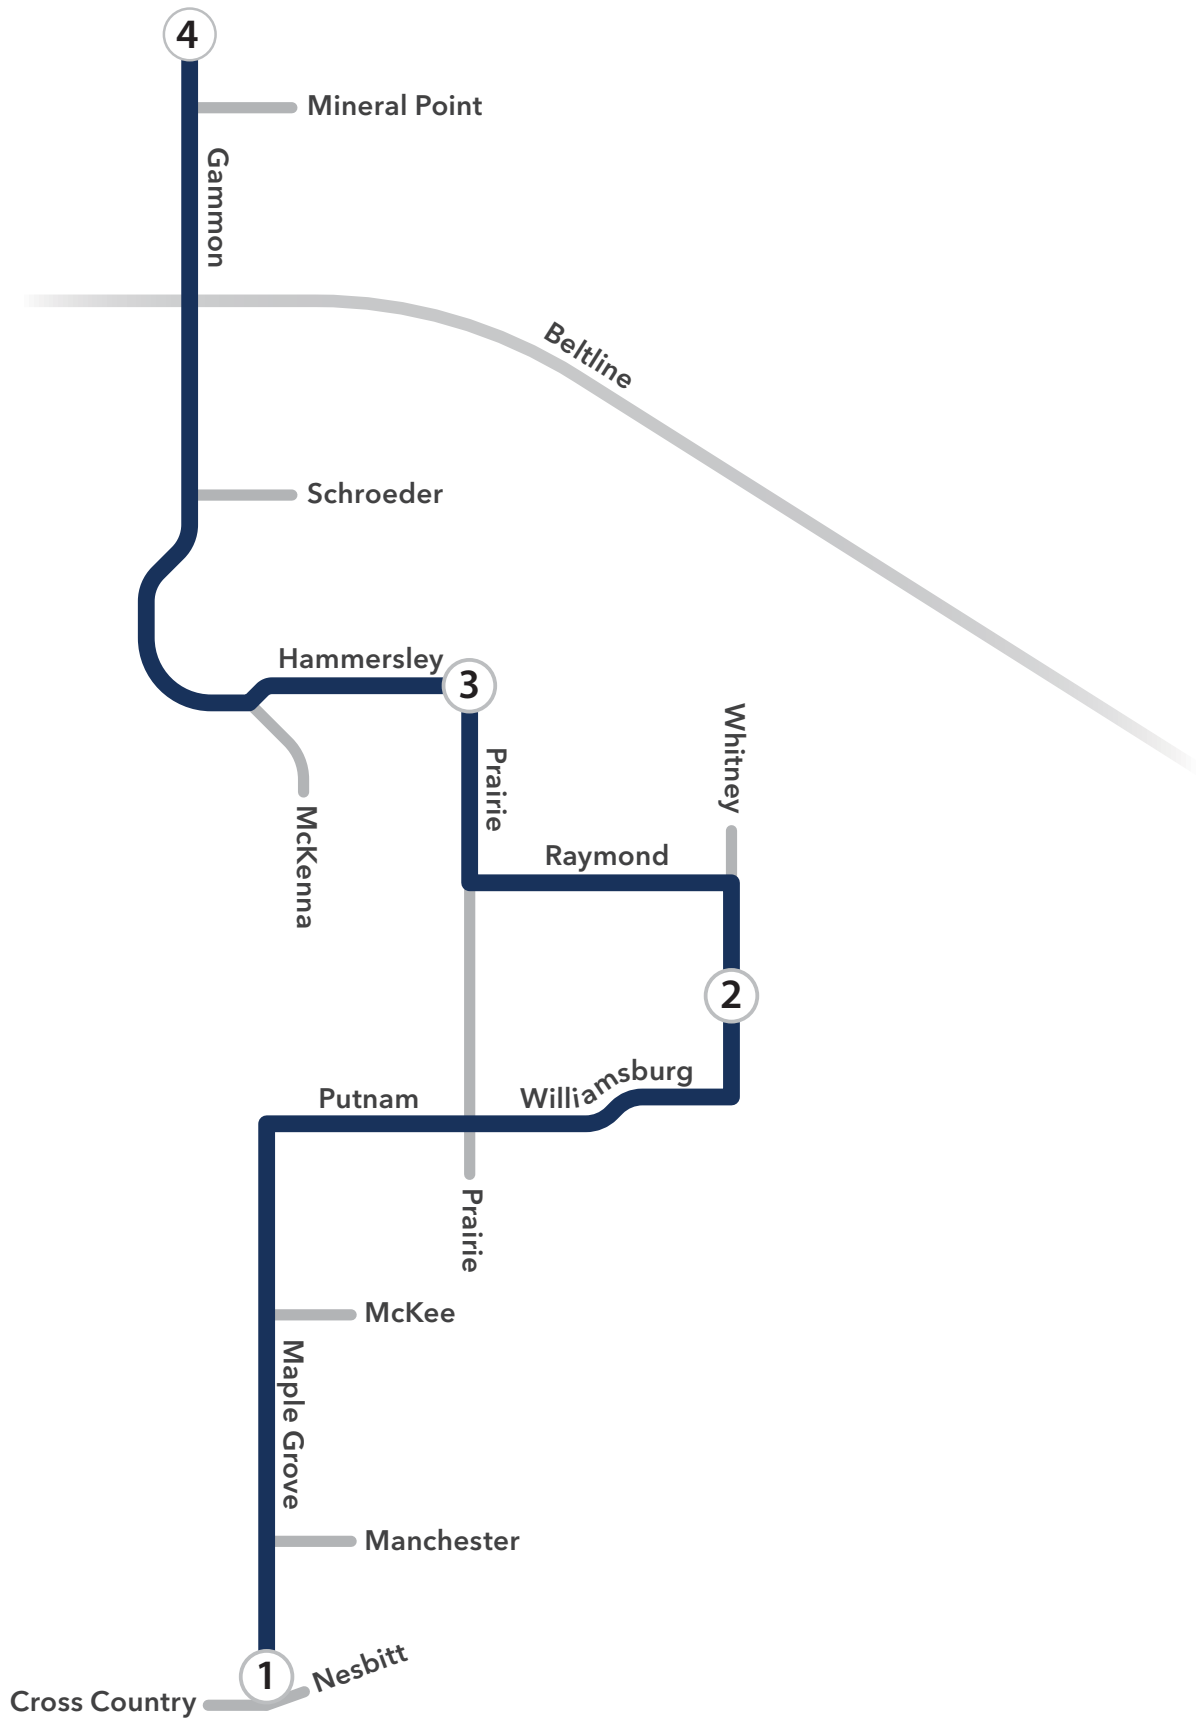 4
Mineral Point
Gammon
Beltline
Schroeder
Hammersley
3
Whitney
Prairie
McKenna
Raymond
2
Williamsburg
Putnam
Prairie
McKee
Maple Grove
Manchester
Nesbitt
1
Cross Country